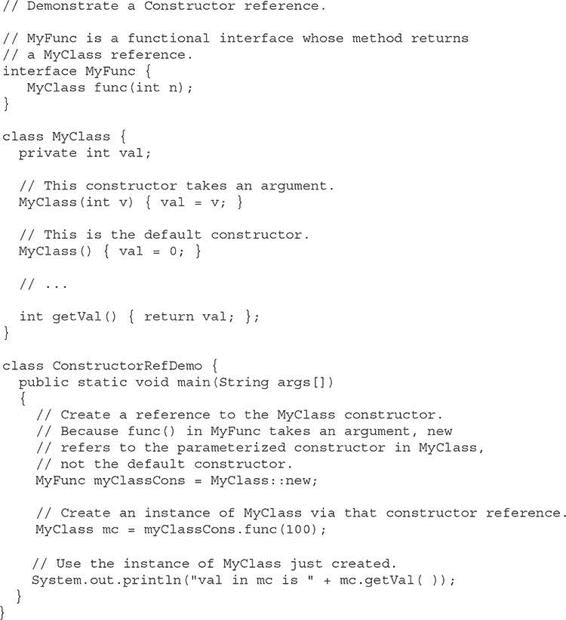 // Demonstrate a Constructor reference.
// MyFunc is a functional interface whose method returns
// a MyClass reference.
interface MyFunc {
MyClass func(int n);
}
class MyClass {
private int val;
// This constructor takes an argument.
MyClass(int v) { val = v; }
// This is the default constructor.
MyClass() { val = 0; }
// ...
int getVal() { return val; };
}
class ConstructorRefDemo {
public static void main(String args[])
{
// Create a reference to the MyClass constructor.
// Because func() in MyFunc takes an argument, new
// refers to the parameterized constructor in MyClass,
// not the default constructor.
MyFunc myClassCons = MyClass::new;
// Create an instance of MyClass via that constructor reference.
MyClass mc = myClassCons.func(100);
// Use the instance of MyClass just created.
System.out.println("val in mc is " + mc.getVal( ));
}
}